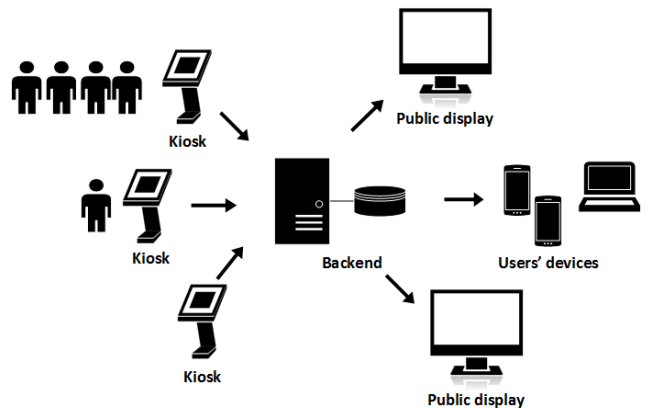 Public display
Kiosk
Kiosk
Backend
Users' devices
Kiosk
Public display